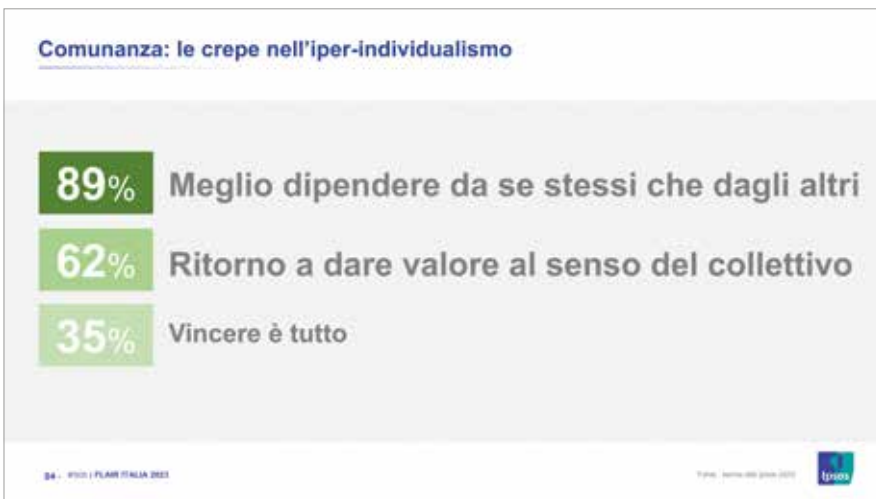 Comunanza: le crepe nell'iper-individualismo
89% Meglio dipendere da se stessi che dagli altri
62% Ritorno a dare valore al senso del collettivo
35% Vincere è tutto
IPSOS | FLAIR ITALIA 2023
Ipsos